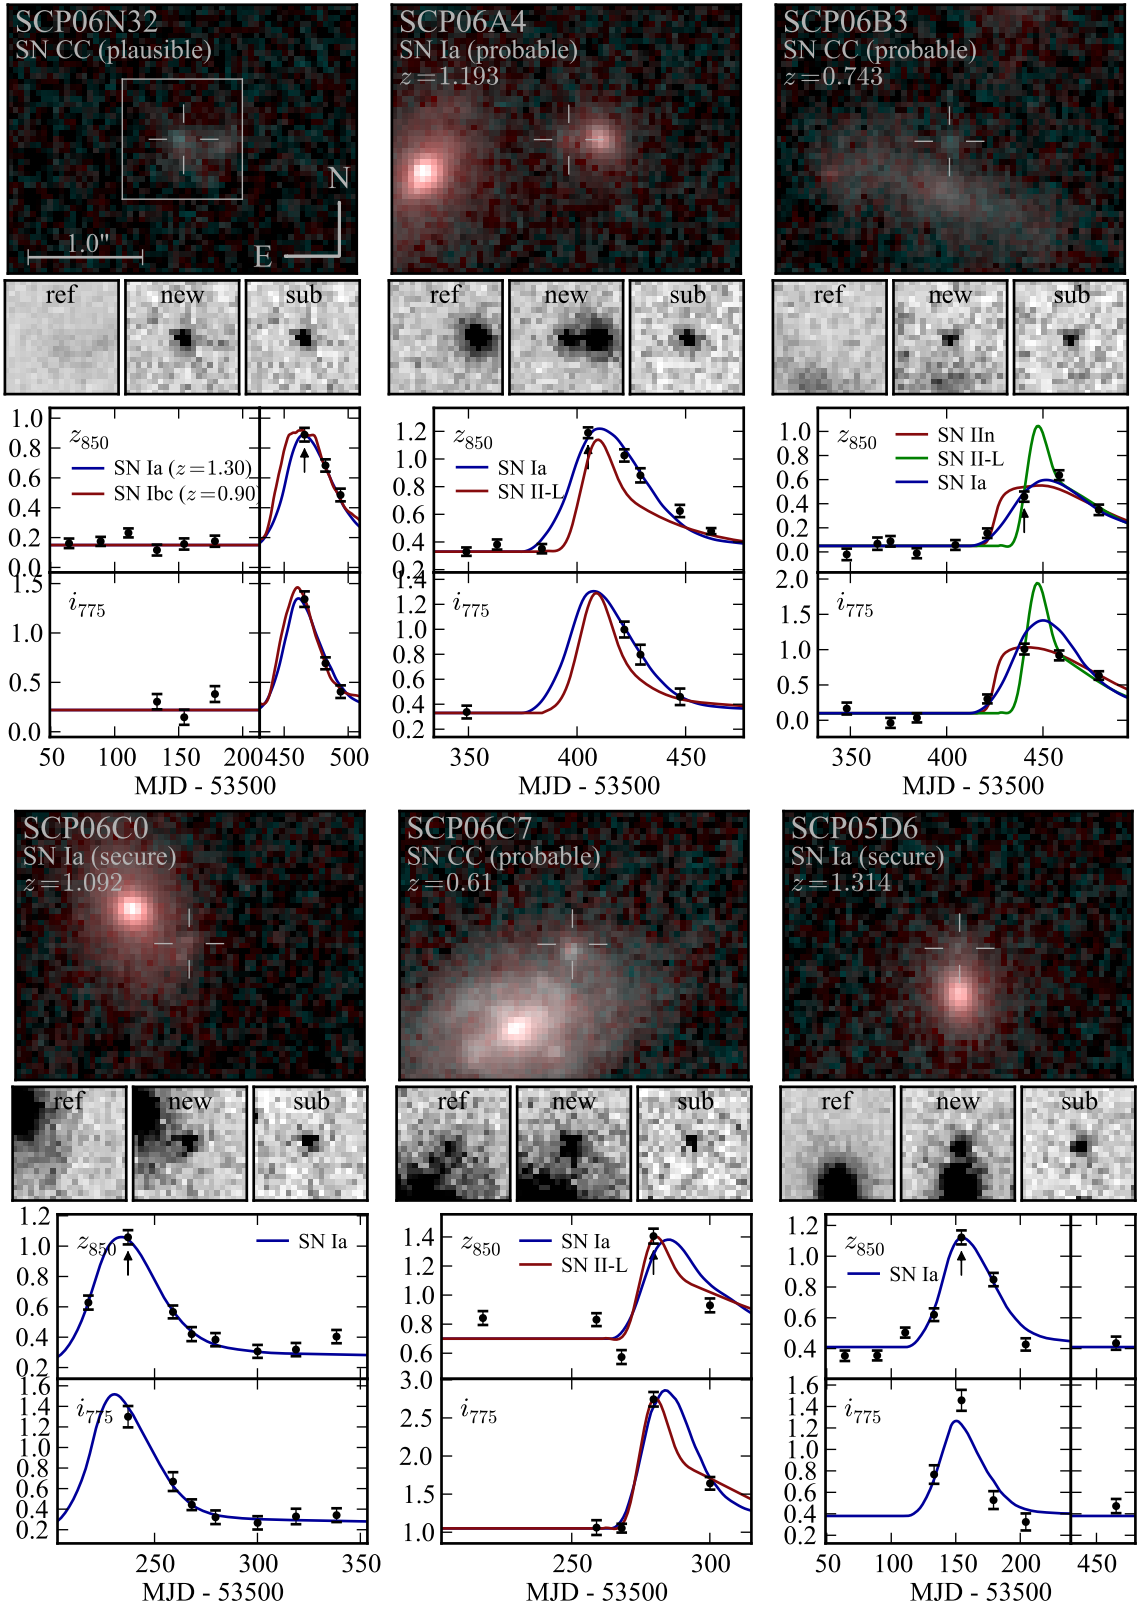 SCP06N32
SN CC (plausible)
N
E
1.0"
ref new sub
SCP06A4
SN Ia (probable)
z=1.193
ref new sub
SCP06B3
SN CC (probable)
z=0.743
ref new sub
1.0
0.8
0.6
0.4
0.2
0.0
z850
SN Ia (z=1.30)
SN Ibc (z=0.90)
1.5
1.0
0.5
0.0
i775
50 100 150 200 450 500
MJD - 53500
1.2
1.0
0.8
0.6
0.4
z850
SN Ia
SN II-L
1.4
1.2
1.0
0.8
0.6
0.4
0.2
i775
350 400 450
MJD - 53500
1.0
0.8
0.6
0.4
0.2
0.0
z850
SN IIn
SN II-L
SN Ia
2.0
1.5
1.0
0.5
0.0
i775
350 400 450
MJD - 53500
SCP06C0
SN Ia (secure)
z=1.092
ref new sub
SCP06C7
SN CC (probable)
z=0.61
ref new sub
SCP05D6
SN Ia (secure)
z=1.314
ref new sub
1.2
1.0
0.8
0.6
0.4
0.2
z850
SN Ia
1.6
1.4
1.2
1.0
0.8
0.6
0.4
0.2
i775
250 300 350
MJD - 53500
1.4
1.2
1.0
0.8
0.6
z850
SN Ia
SN II-L
3.0
2.5
2.0
1.5
1.0
i775
250 300
MJD - 53500
1.2
1.0
0.8
0.6
0.4
z850
SN Ia
1.6
1.4
1.2
1.0
0.8
0.6
0.4
0.2
i775
50 100 150 200 450
MJD - 53500